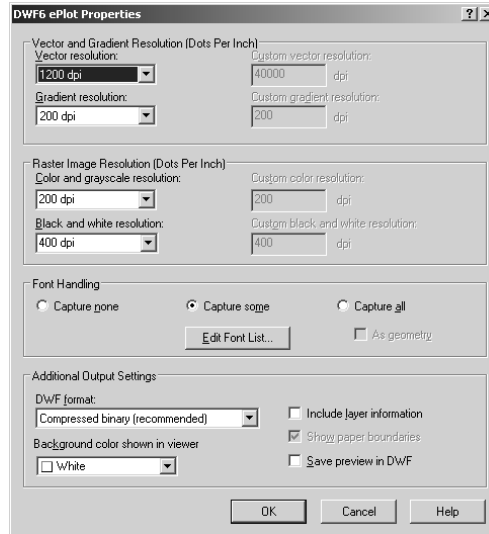 DWF6 ePlot Properties
Vector and Gradient Resolution (Dots Per Inch)
Vector resolution: Custom vector resolution:
1200 dpi 40000 dpi
Gradient resolution: Custom gradient resolution:
200 dpi 200 dpi
Raster Image Resolution (Dots Per Inch)
Color and grayscale resolution: Custom color resolution:
200 dpi 200 dpi
Black and white resolution: Custom black and white resolution:
400 dpi 400 dpi
Font Handling
Capture none Capture some Capture all
Edit Font List... As geometry
Additional Output Settings
DWF format:
Compressed binary (recommended) Include layer information
Background color shown in viewer Show paper boundaries
White Save preview in DWF
OK Cancel Help